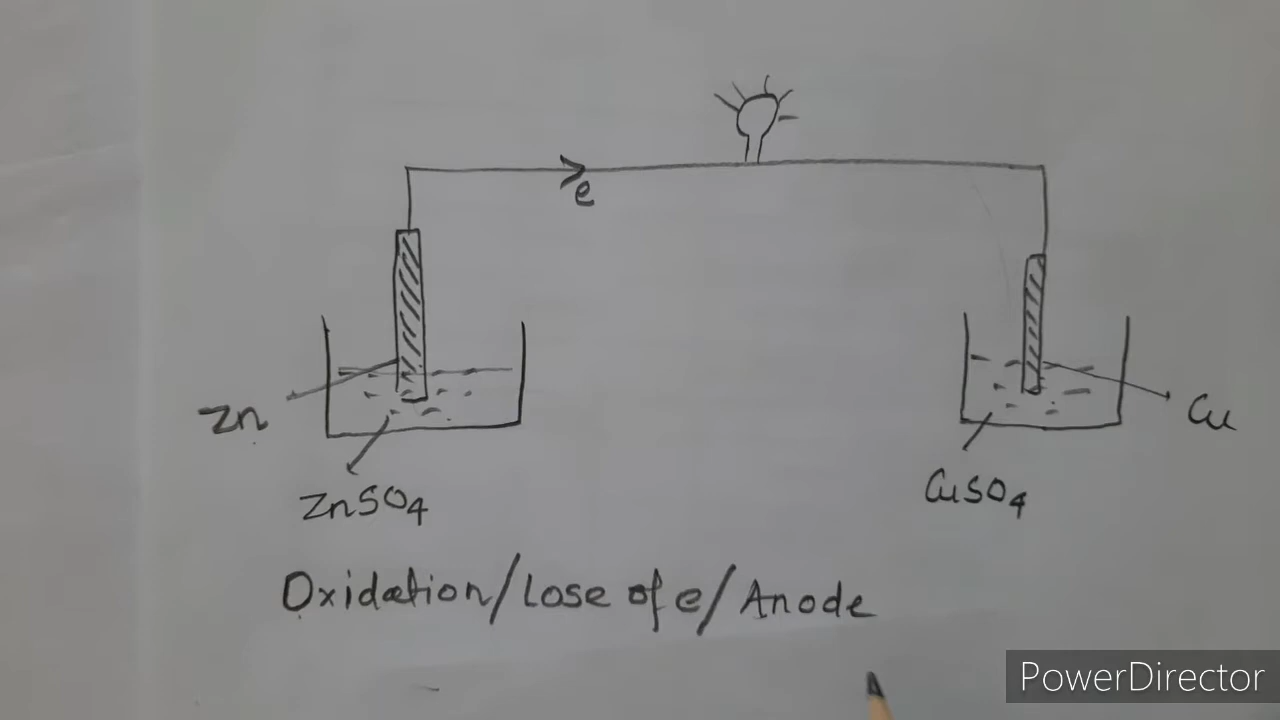 e
Zn
Cu
ZnSO4
CuSO4
Oxidation/Lose of e/Anode
PowerDirector